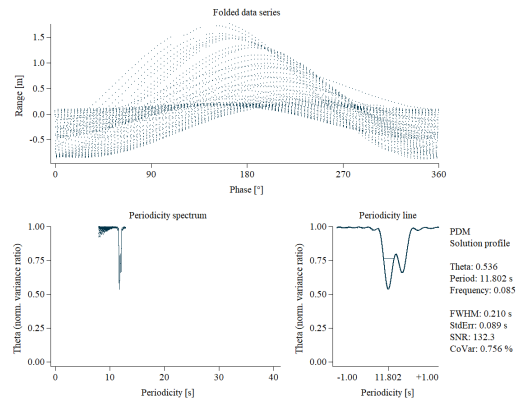 Folded data series
Range [m]
1.5
1.0
0.5
0.0
-0.5
0
90
180
270
360
Phase [°]
Periodicity spectrum
Theta (norm. variance ratio)
1.00
0.75
0.50
0.25
0.00
0
10
20
30
40
Periodicity [s]
Periodicity line
Theta (norm. variance ratio)
1.00
0.75
0.50
0.25
0.00
-1.00
11.802
+1.00
Periodicity [s]
PDM
Solution profile
Theta: 0.536
Period: 11.802 s
Frequency: 0.085
FWHM: 0.210 s
StdErr: 0.089 s
SNR: 132.3
CoVar: 0.756 %